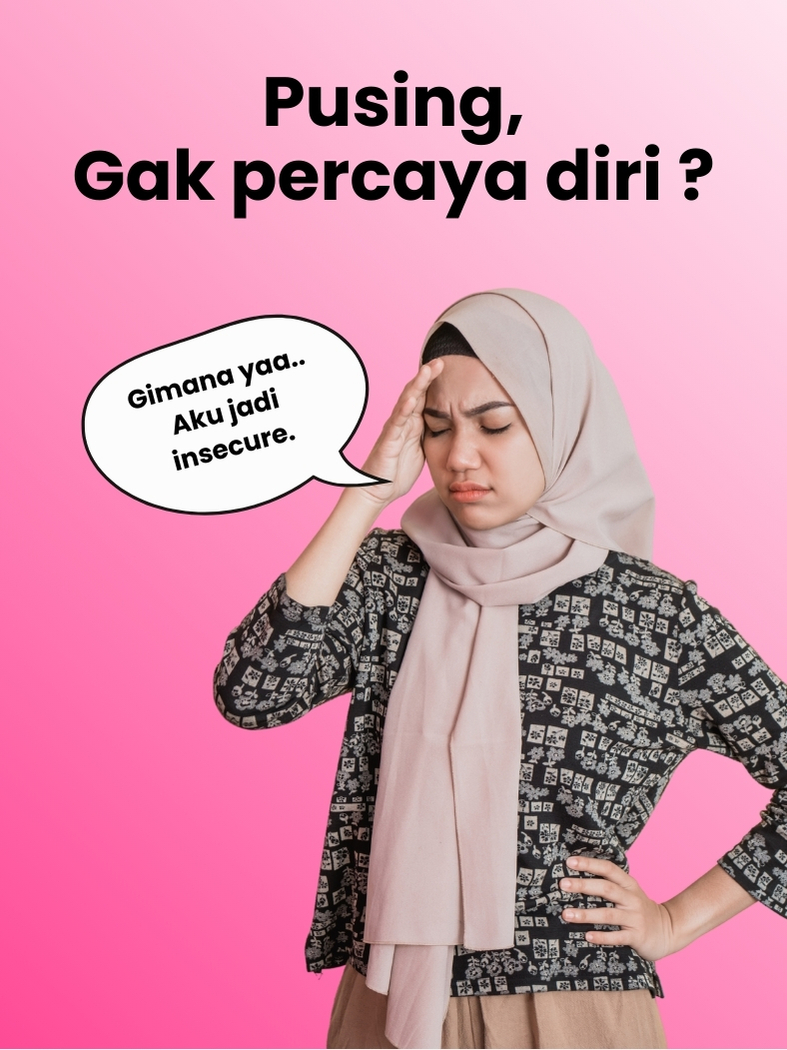 Pusing,
Gak percaya diri ?
Gimana yaa..
Aku jadi
insecure.